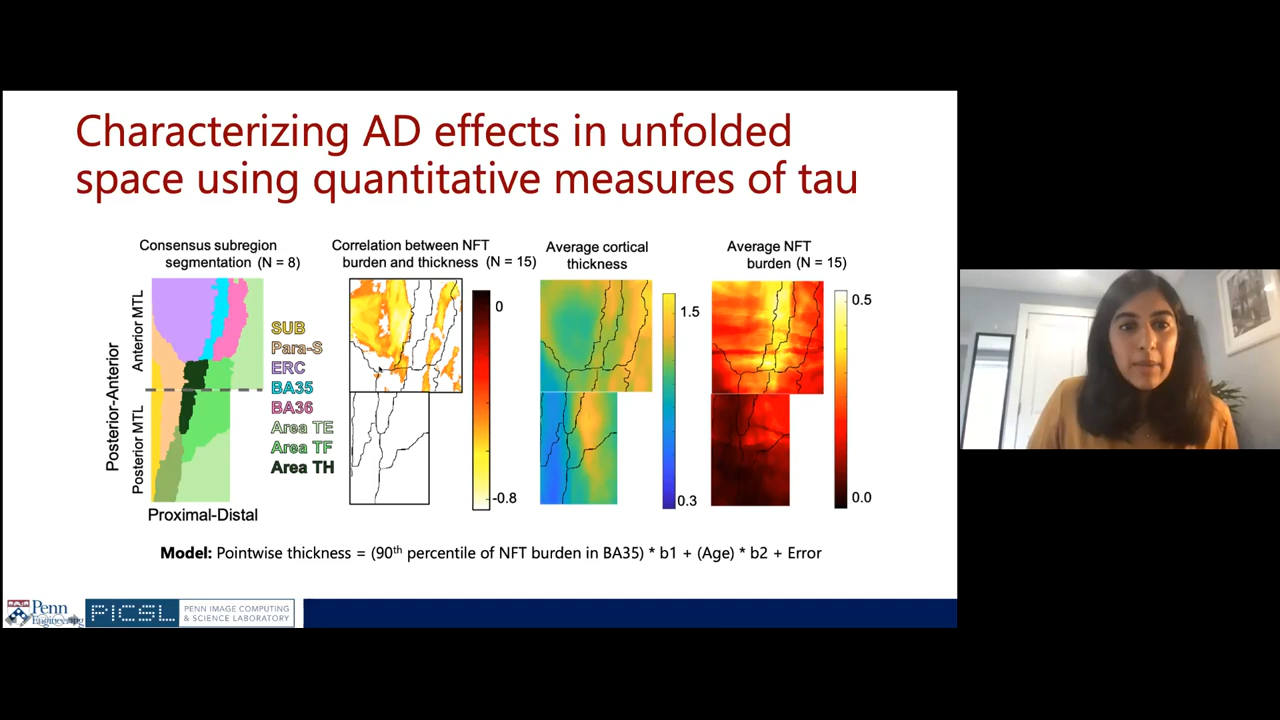 Characterizing AD effects in unfolded
space using quantitative measures of tau
Consensus subregion
segmentation (N = 8)
Correlation between NFT
burden and thickness (N = 15)
Average cortical
thickness
Average NFT
burden (N = 15)
Posterior-Anterior
Anterior MTL
Posterior MTL
Proximal-Distal
SUB
Para-S
ERC
BA35
BA36
Area TE
Area TF
Area TH
0
-0.8
1.5
0.3
0.5
0.0
Model: Pointwise thickness = (90th percentile of NFT burden in BA35) * b1 + (Age) * b2 + Error
Penn
Engineering
PICSL
PENN IMAGE COMPUTING
& SCIENCE LABORATORY